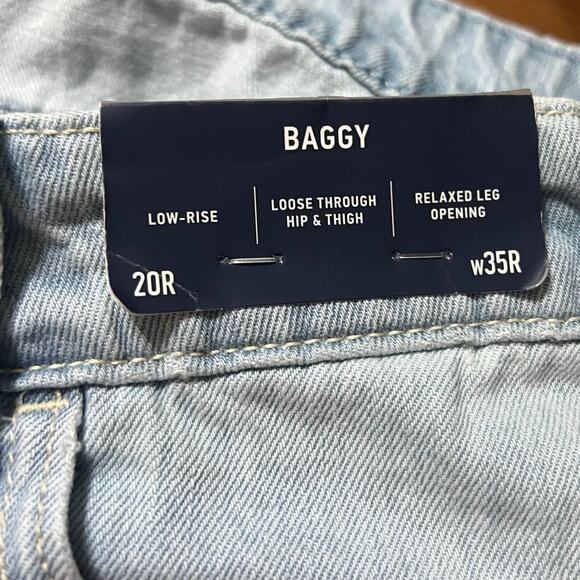 BAGGY
LOW-RISE
LOOSE THROUGH
HIP & THIGH
RELAXED LEG
OPENING
20R
W35R